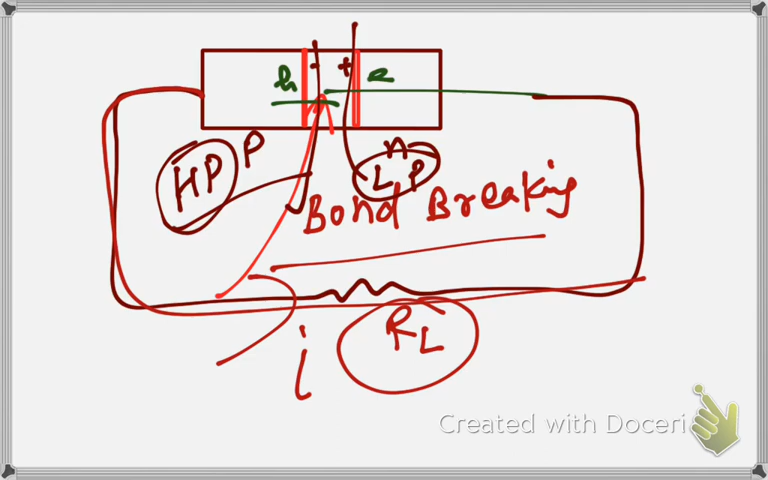 h - + e
HP P n
LP
Bond Breaking
i RL
Created with Doceri